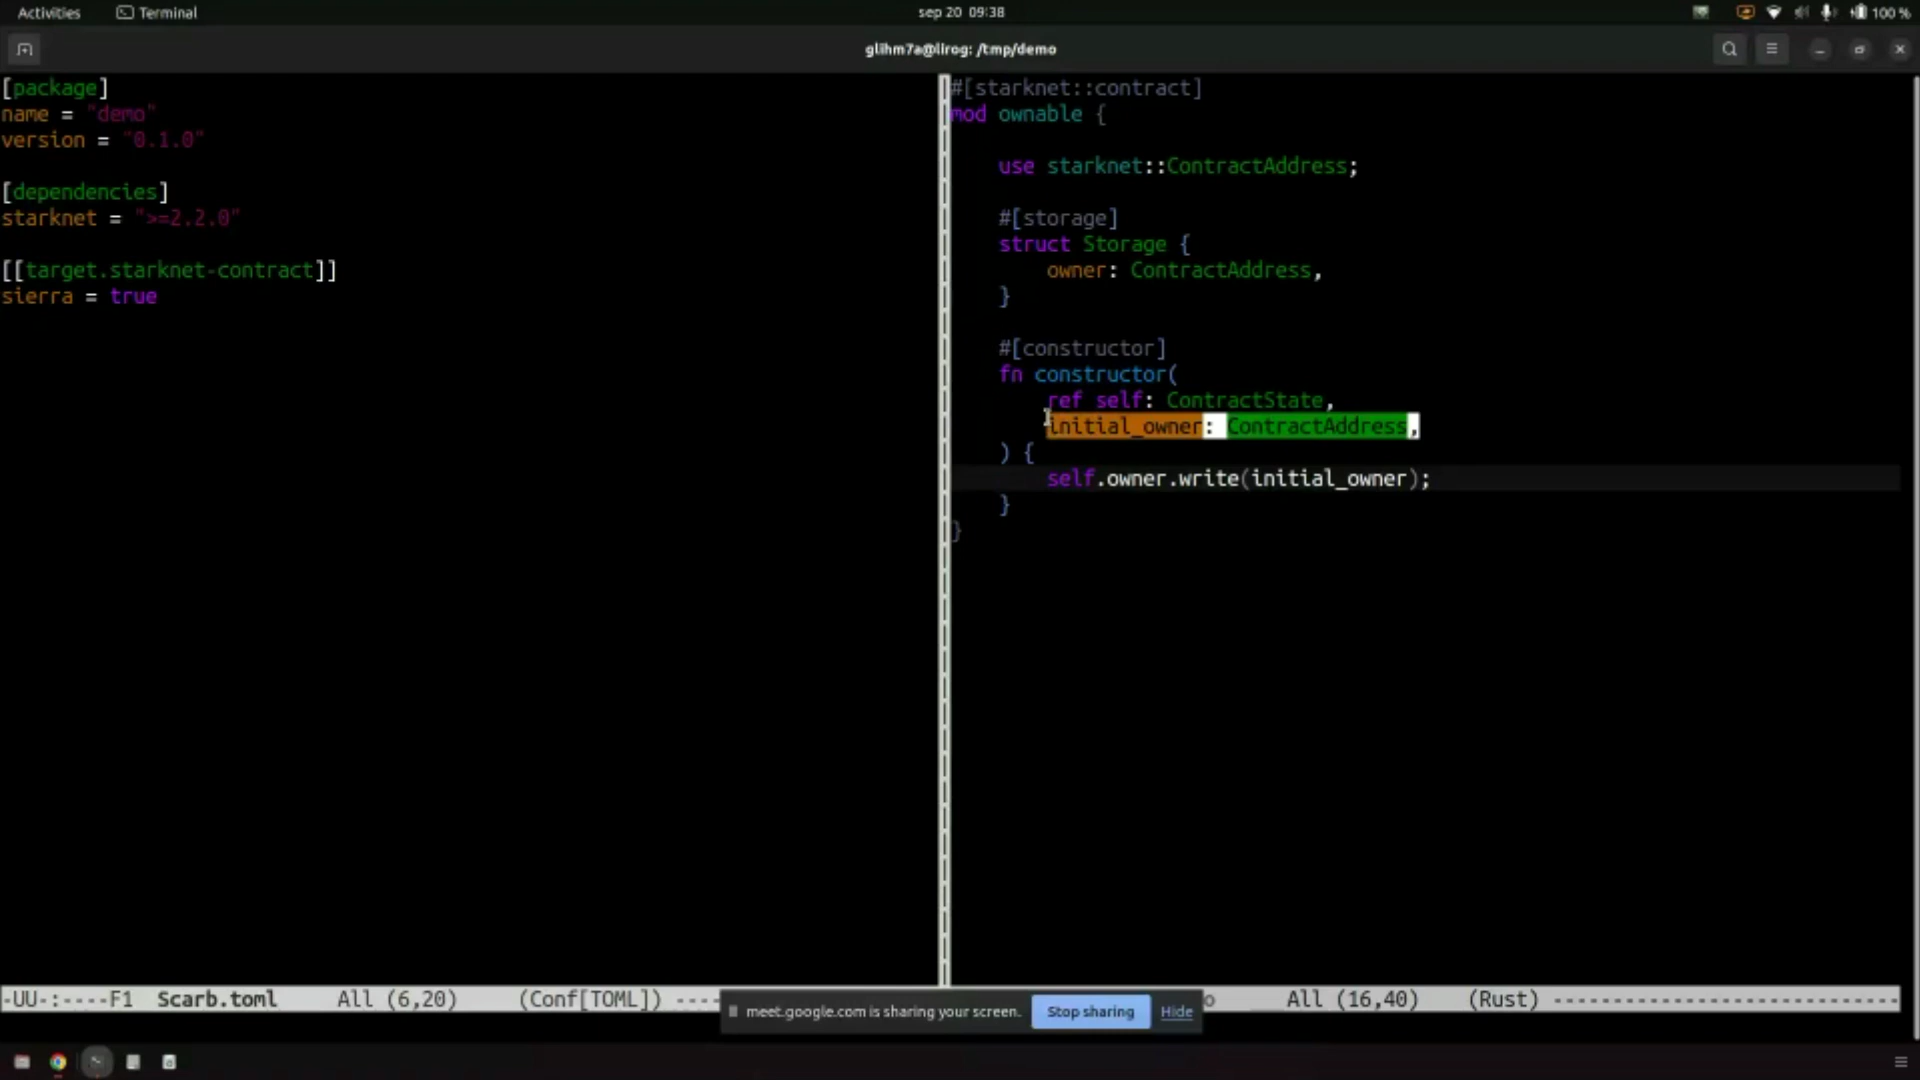 Activities Terminal sep 20 09:38 100 %
glihm7a@lirog: /tmp/demo
[package]
name = "demo"
version = "0.1.0"
[dependencies]
starknet = ">=2.2.0"
[[target.starknet-contract]]
sierra = true
#[starknet::contract]
mod ownable {
use starknet::ContractAddress;
#[storage]
struct Storage {
owner: ContractAddress,
}
#[constructor]
fn constructor(
ref self: ContractState,
initial_owner: ContractAddress,
) {
self.owner.write(initial_owner);
}
}
-UU-:----F1 Scarb.toml All (6,20) (Conf[TOML]) ----
o All (16,40) (Rust) -----------------------------
meet.google.com is sharing your screen. Stop sharing Hide